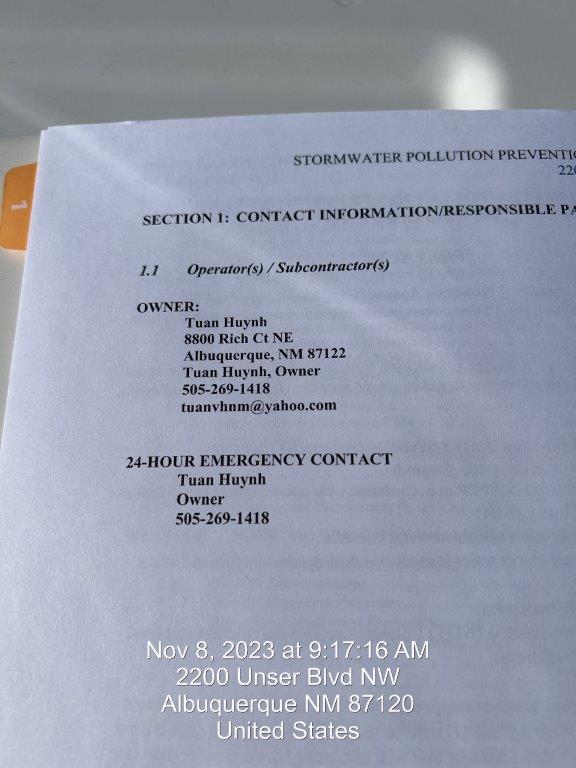 STORMWATER POLLUTION
220
SECTION 1: CONTACT INFORMATION/RESPONSIBLE
1.1 Operator(s) / Subcontractor(s)
OWNER:
Tuan Huynh
8800 Rich Ct NE
Albuquerque, NM 87122
Tuan Huynh, Owner
505-269-1418
tuanvhnm@yahoo.com
24-HOUR EMERGENCY CONTACT
Tuan Huynh
Owner
505-269-1418
1
Nov 8, 2023 at 9:17:16 AM
2200 Unser Blvd NW
Albuquerque NM 87120
United States